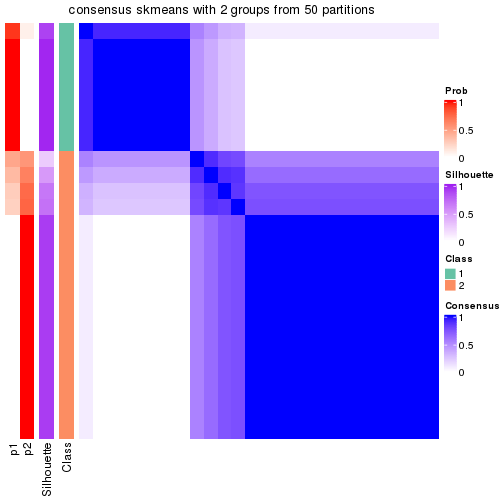 consensus skmeans with 2 groups from 50 partitions
Prob
1
0.5
0
Silhouette
1
0.5
0
Class
1
2
Consensus
1
0.5
0
p1
p2
Silhouette
Class